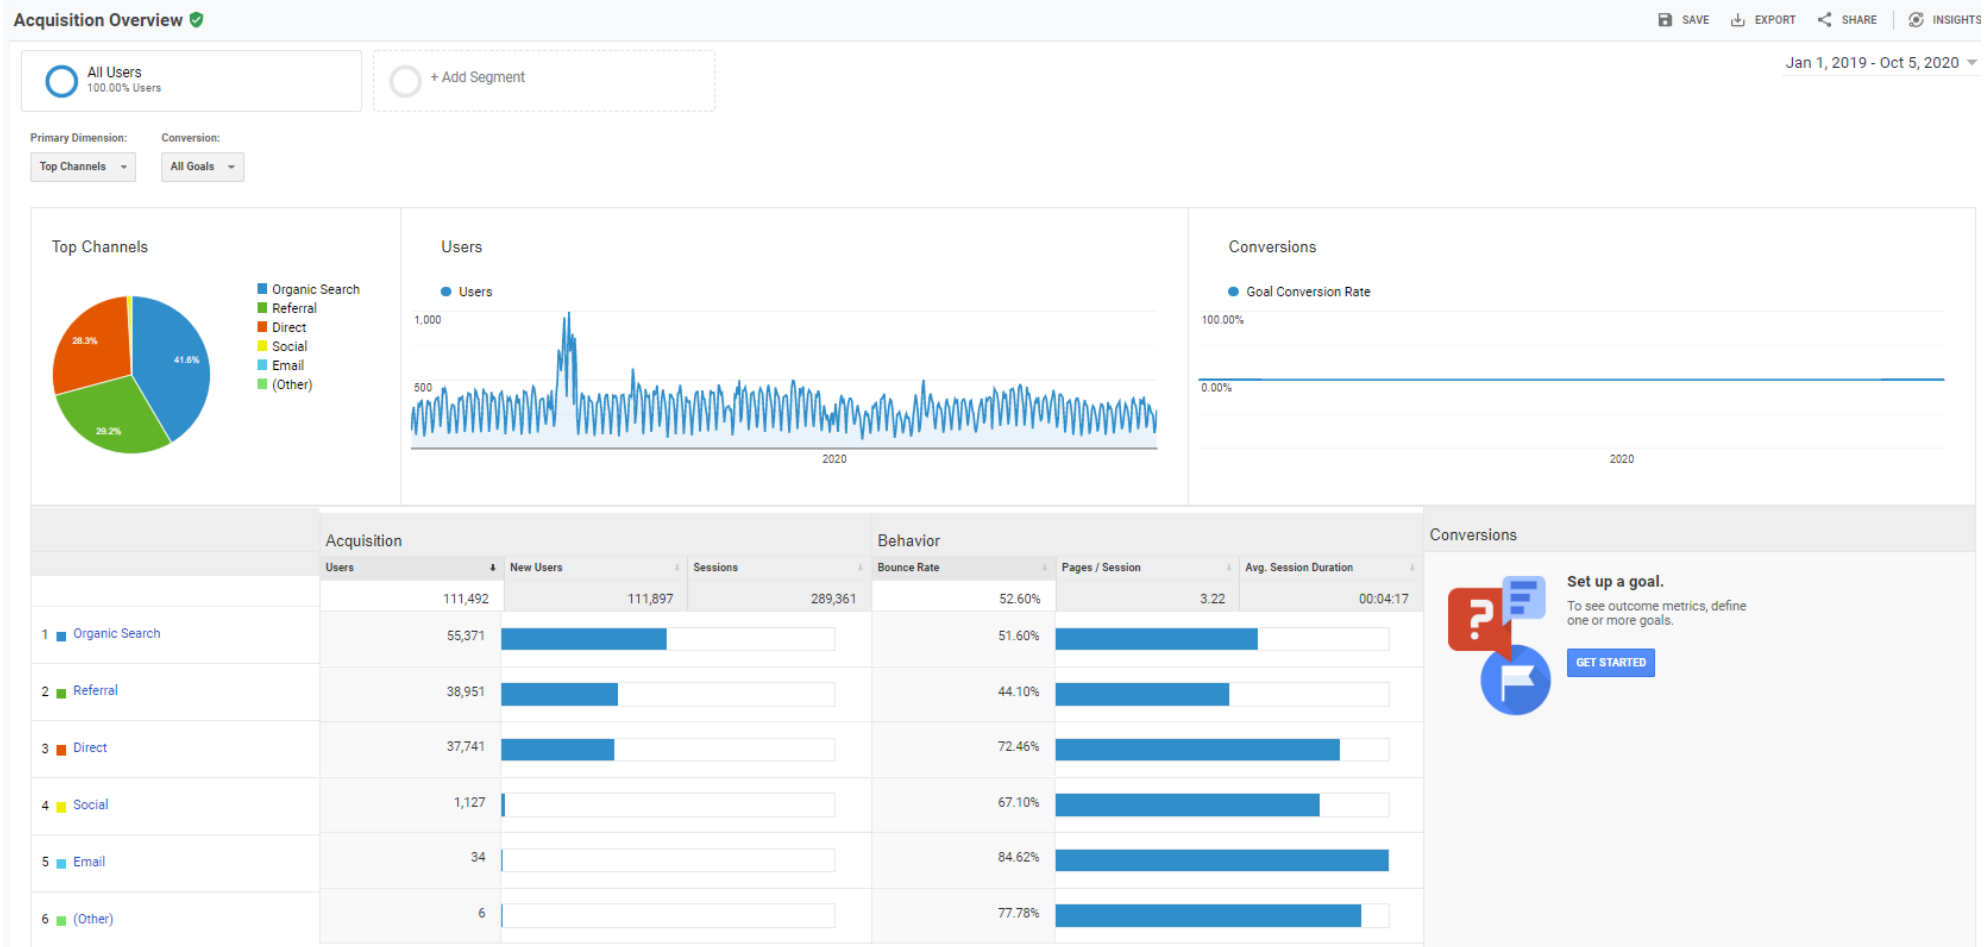 Acquisition Overview
SAVE EXPORT SHARE INSIGHTS
All Users
100.00% Users
+ Add Segment
Jan 1, 2019 - Oct 5, 2020
Primary Dimension: Conversion:
Top Channels All Goals
Top Channels
Organic Search
Referral
Direct
Social
Email
(Other)
28.3%
41.6%
29.2%
Users
Users
1,000
500
2020
Conversions
Goal Conversion Rate
100.00%
0.00%
2020
Acquisition Behavior Conversions
Users New Users Sessions Bounce Rate Pages / Session Avg. Session Duration
111,492 111,897 289,361 52.60% 3.22 00:04:17
1 Organic Search 55,371 51.60%
2 Referral 38,951 44.10%
3 Direct 37,741 72.46%
4 Social 1,127 67.10%
5 Email 34 84.62%
6 (Other) 6 77.78%
?
Set up a goal.
To see outcome metrics, define
one or more goals.
GET STARTED